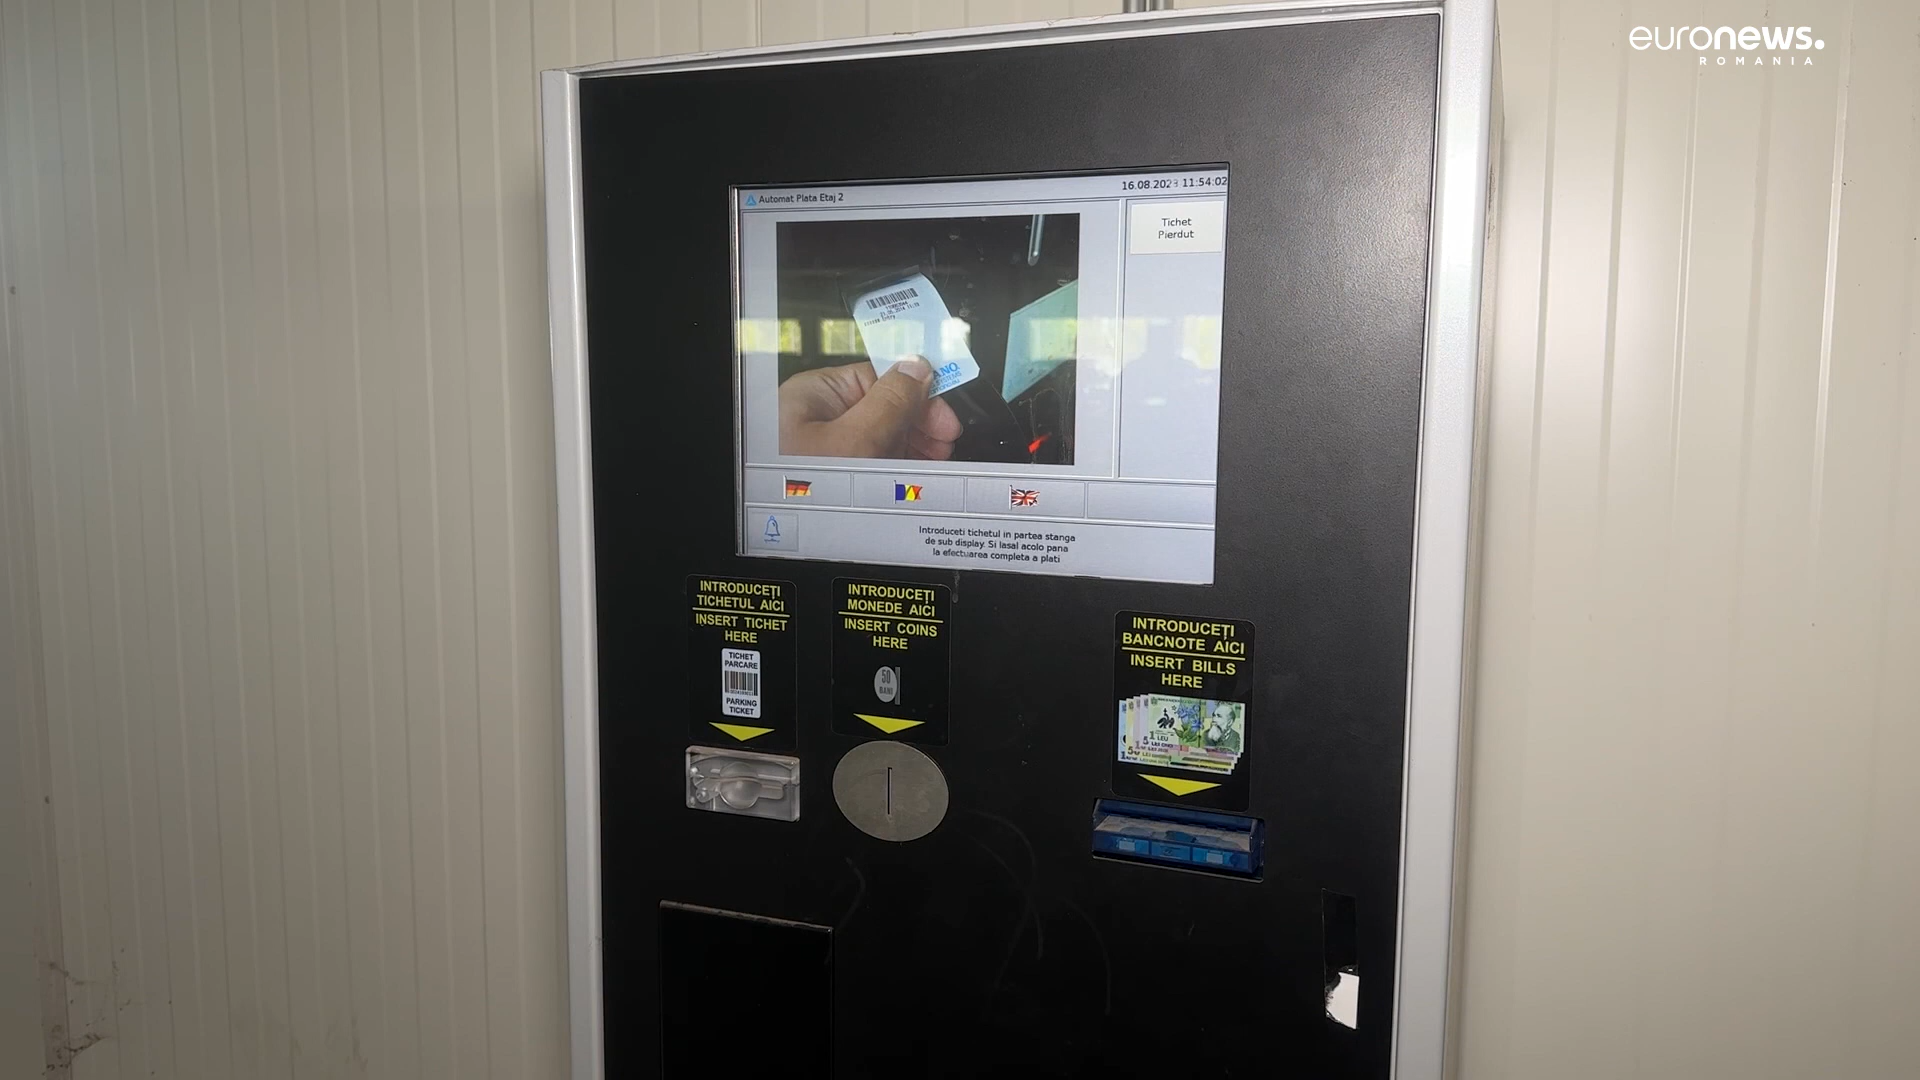 euronews.
ROMANIA
16.08.2023 11:54:02
Automat Plata Etaj 2
Tichet
Pierdut
Introduceti tichetul in partea stanga
de sub display. Si lasal acolo pana
la efectuarea completa a plati
INTRODUCEȚI
TICHETUL AICI
INSERT TICHET
HERE
TICHET
PARCARE
PARKING
TICKET
INTRODUCEȚI
MONEDE AICI
INSERT COINS
HERE
50
BANI
INTRODUCEȚI
BANCNOTE AICI
INSERT BILLS
HERE
1 LEU